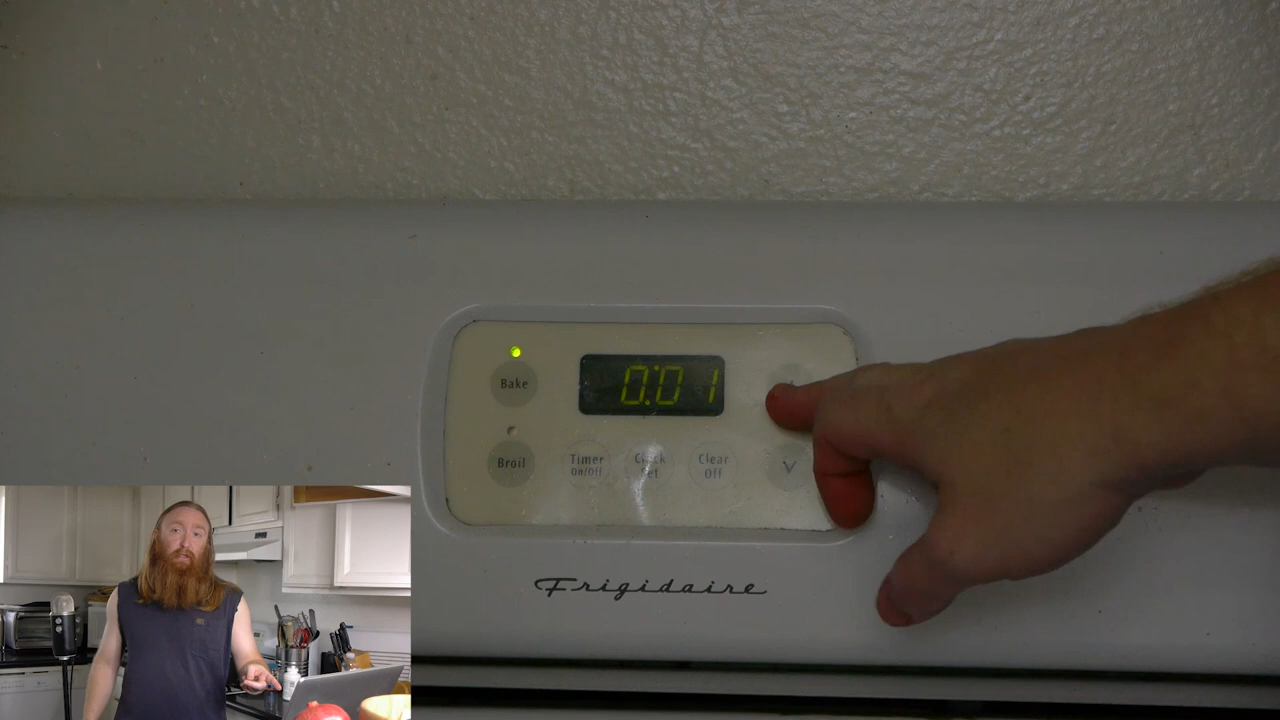 0:01
Bake
Broil
Timer
On/Off
Clock
Set
Clear
Off
Frigidaire